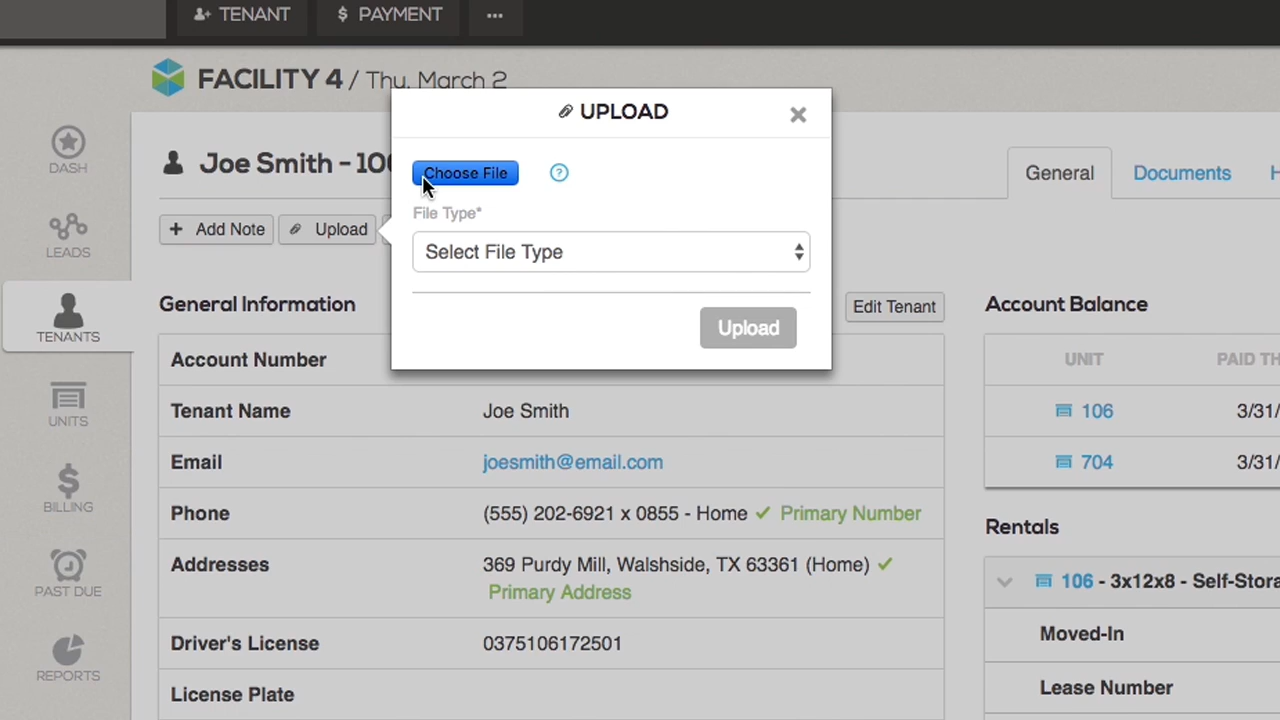 TENANT
$ PAYMENT
...
FACILITY 4 / Thu, March 2
UPLOAD
Joe Smith - 10
Choose File
?
General
Documents
H
File Type*
+ Add Note
Upload
Select File Type
DASH
LEADS
TENANTS
UNITS
$
BILLING
PAST DUE
REPORTS
Upload
General Information
Edit Tenant
Account Number
Tenant Name
Joe Smith
Email
joesmith@email.com
Phone
(555) 202-6921 x 0855 - Home ✓ Primary Number
Addresses
369 Purdy Mill, Walshside, TX 63361 (Home) ✓
Primary Address
Driver's License
0375106172501
License Plate
Account Balance
UNIT
PAID TH
106
3/31/
704
3/31/
Rentals
106 - 3x12x8 - Self-Stora
Moved-In
Lease Number